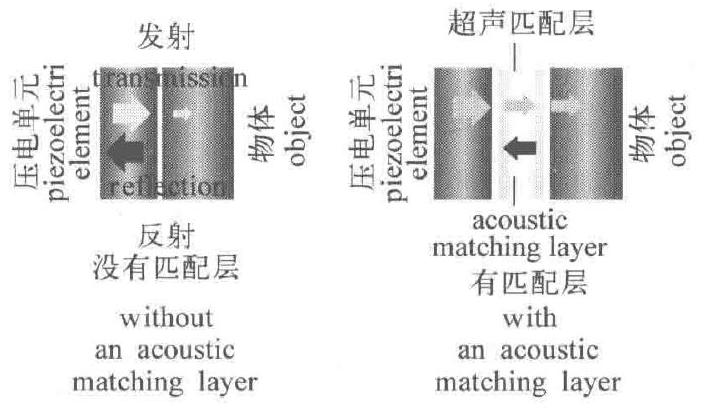 发射
transmission
压电单元
piezoelectri
element
物体
object
reflection
反射
没有匹配层
without
an acoustic
matching layer
超声匹配层
压电单元
piezoelectri
element
物体
object
acoustic
matching layer
有匹配层
with
an acoustic
matching layer